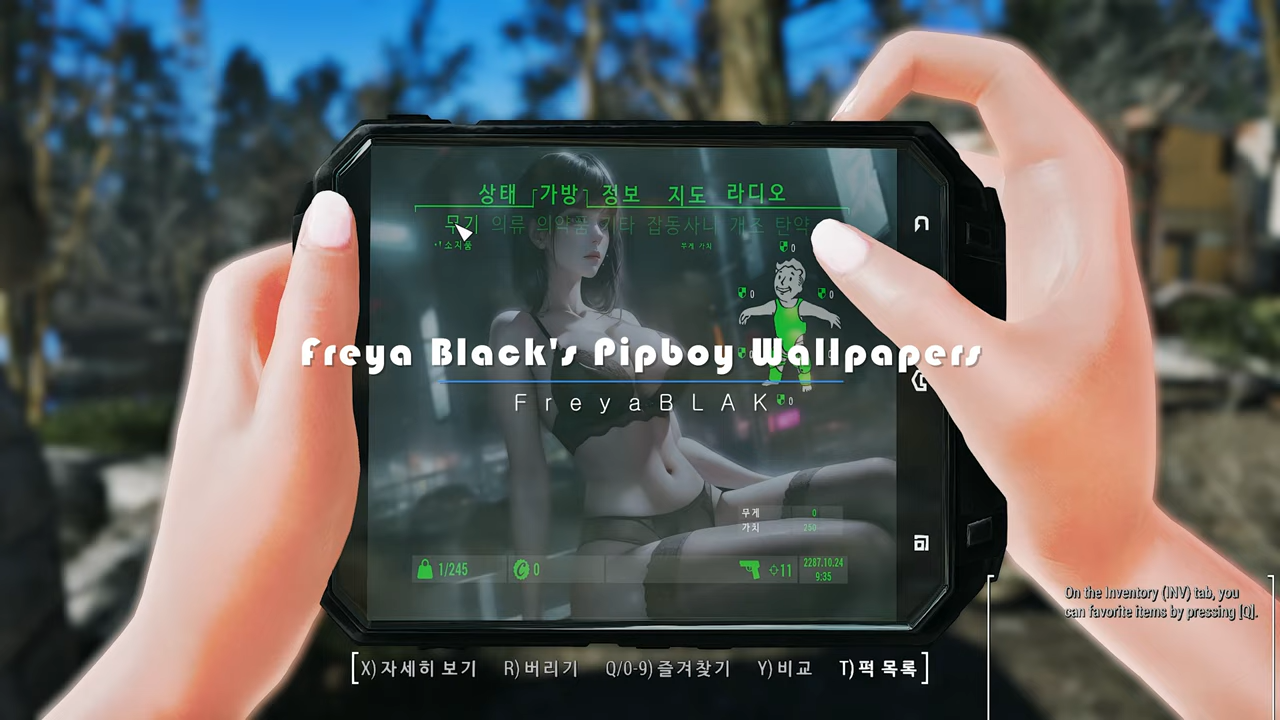 상태 가방 정보 지도 라디오
무기 의류 의약품 기타 잡동사니 개조 탄약
소지품 무게 가치
0
0 0
Freya Black's Pipboy Wallpapers
FreyaBLAK
0
무게 0
가치 250
1/245 0 11 2287.10.24
9:35
On the Inventory (INV) tab, you
can favorite items by pressing [Q].
X) 자세히 보기 R) 버리기 Q/0-9) 즐겨찾기 Y) 비교 T) 퍽 목록